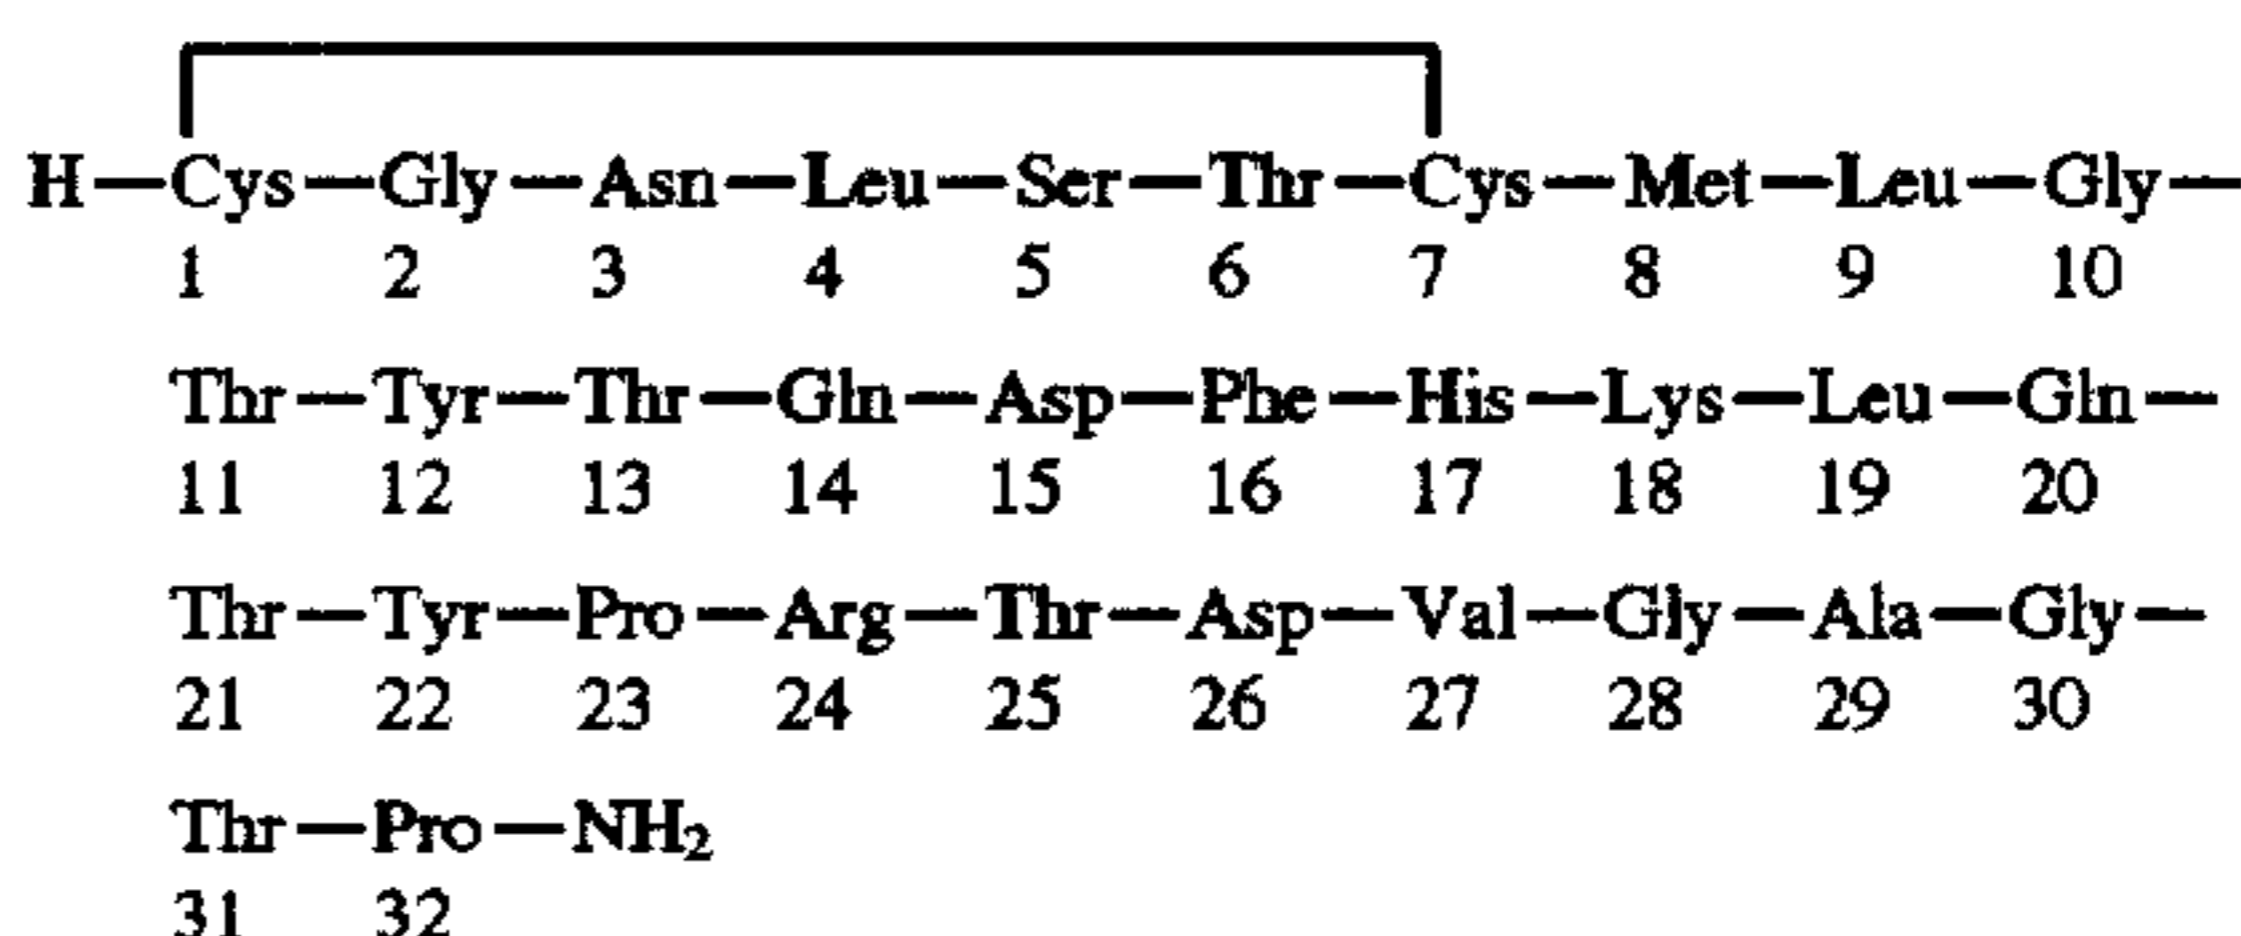 H—Cys—Gly—Asn—Leu—Ser—Thr—Cys—Met—Leu—Gly—
1 2 3 4 5 6 7 8 9 10
Thr—Tyr—Thr—Gln—Asp—Phe—His—Lys—Leu—Gln—
11 12 13 14 15 16 17 18 19 20
Thr—Tyr—Pro—Arg—Thr—Asp—Val—Gly—Ala—Gly—
21 22 23 24 25 26 27 28 29 30
Thr—Pro—NH₂
31 32